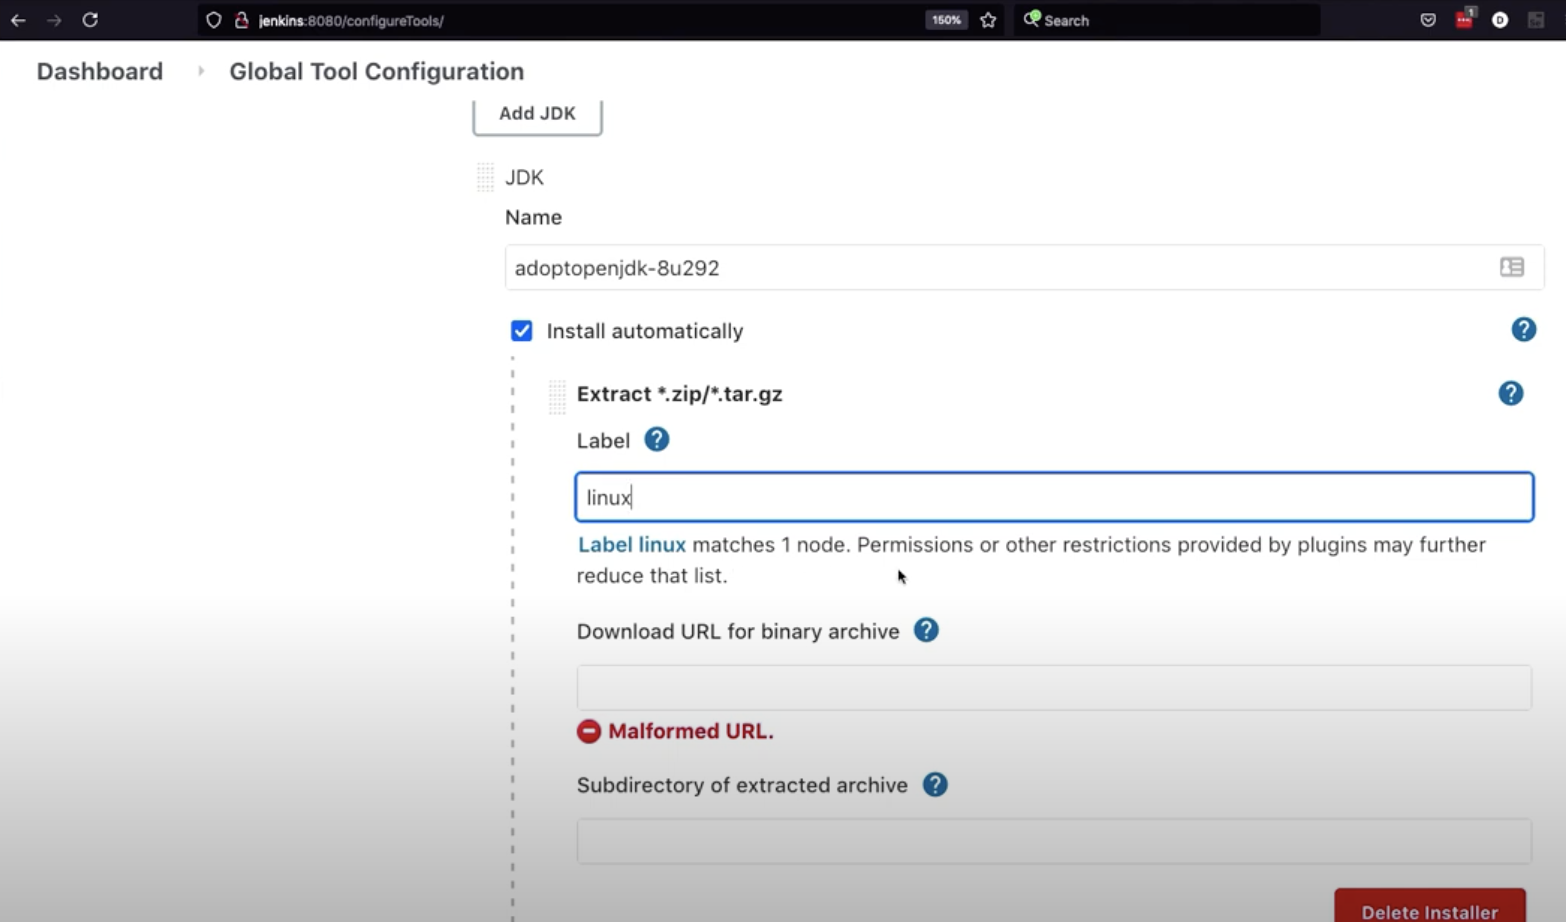 jenkins:8080/configureTools/
150%
Search
1
D
Dashboard
Global Tool Configuration
Add JDK
JDK
Name
adoptopenjdk-8u292
Install automatically
?
Extract *.zip/*.tar.gz
?
Label ?
linux
Label linux matches 1 node. Permissions or other restrictions provided by plugins may further
reduce that list.
Download URL for binary archive ?
Malformed URL.
Subdirectory of extracted archive ?
Delete Installer